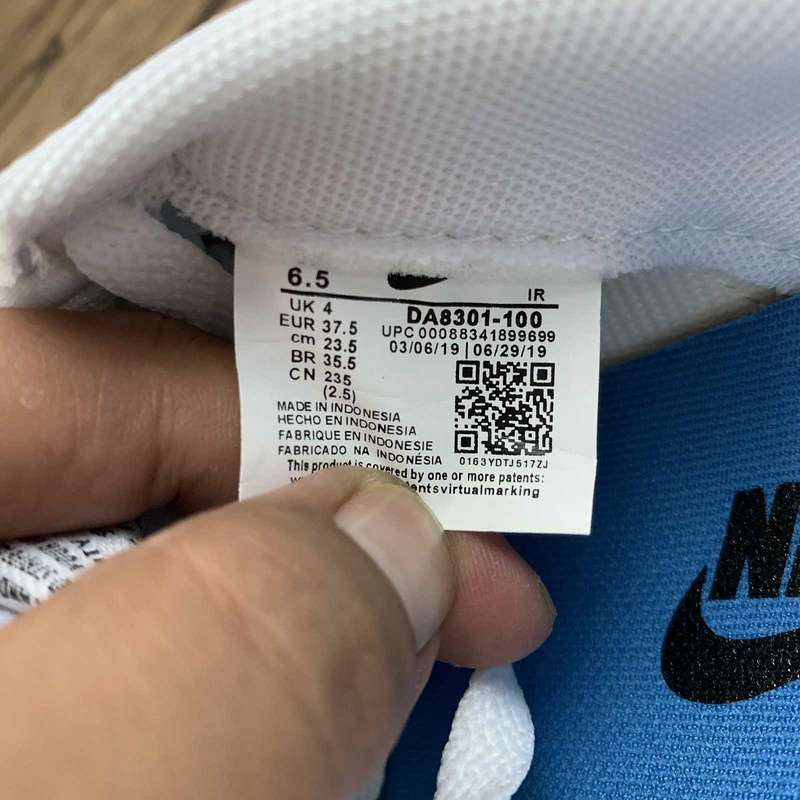 6.5
IR
UK 4
EUR 37.5
cm 23.5
BR 35.5
CN 235
(2.5)
DA8301-100
UPC 00088341899699
03/06/19 | 06/29/19
0163YDTJ517ZJ
MADE IN INDONESIA
HECHO EN INDONESIA
FABRIQUE EN INDONESIE
FABRICADO NA INDONÉSIA
This product is covered by one or more patents: